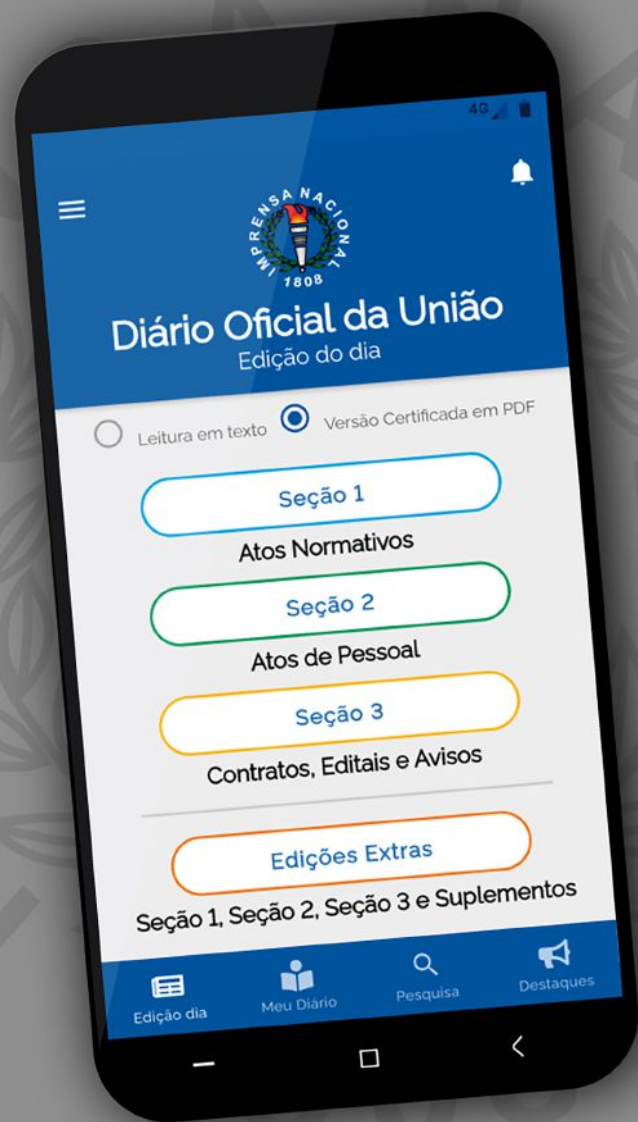 4G
IMPRENSA NACIONAL
1808
Diário Oficial da União
Edição do dia
Leitura em texto Versão Certificada em PDF
Seção 1
Atos Normativos
Seção 2
Atos de Pessoal
Seção 3
Contratos, Editais e Avisos
Edições Extras
Seção 1, Seção 2, Seção 3 e Suplementos
Edição dia Meu Diário Pesquisa Destaques